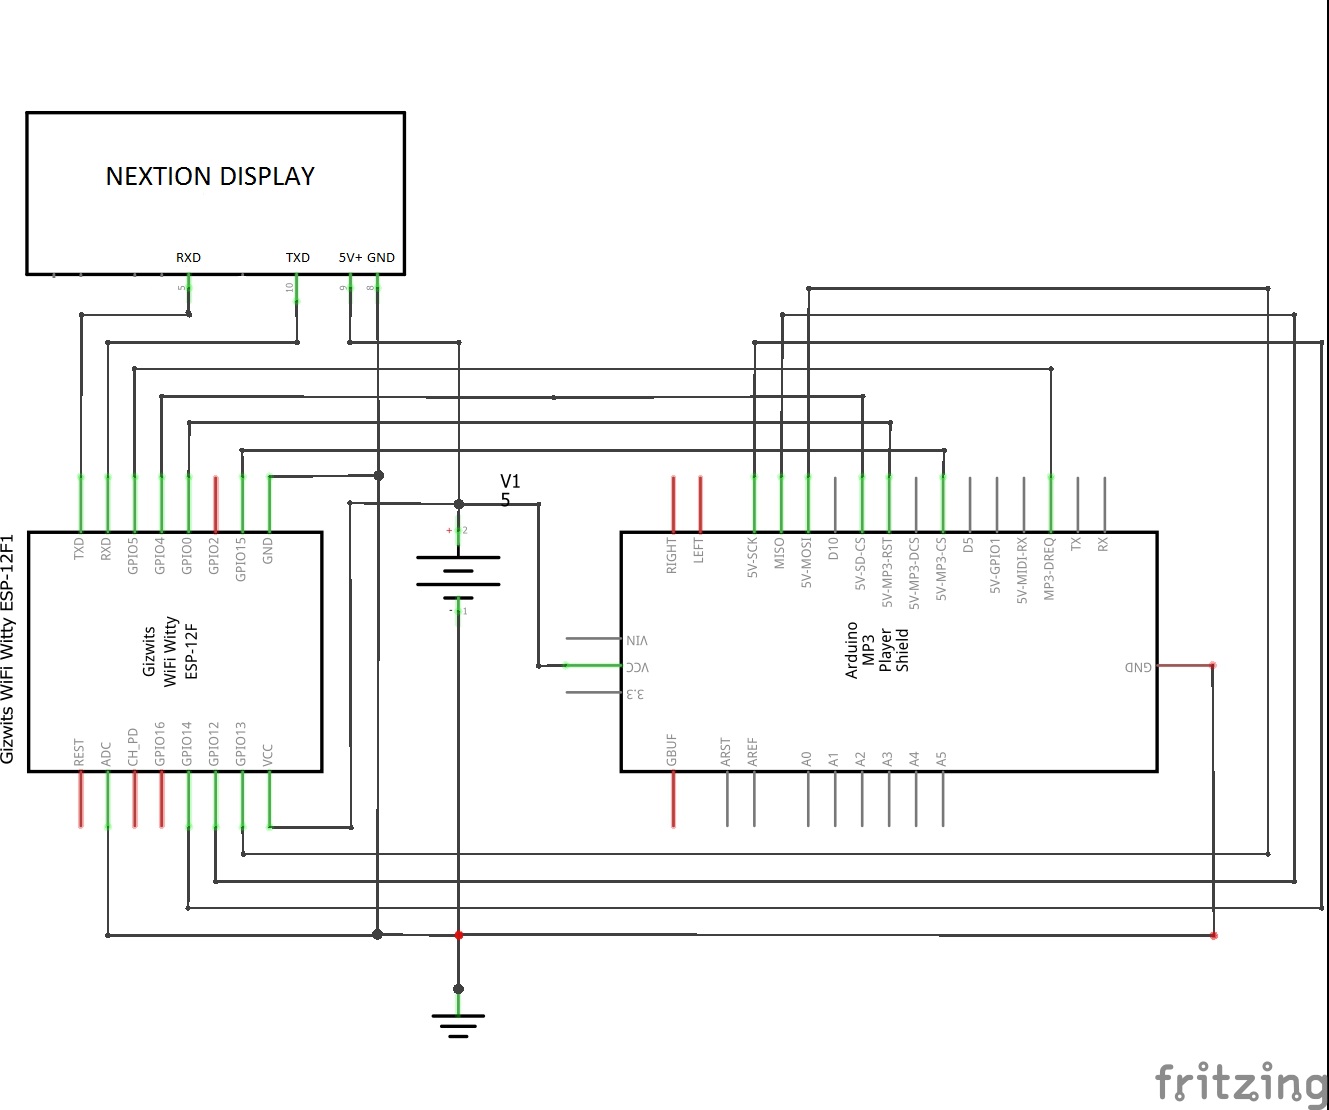 NEXTION DISPLAY
RXD
TXD
5V+ GND
5
10
9
8
V1
5
+
2
-
1
Gizwits WiFi Witty ESP-12F1
TXD
RXD
GPIO5
GPIO4
GPIO0
GPIO2
GPIO15
GND
Gizwits
WiFi Witty
ESP-12F
REST
ADC
CH_PD
GPIO16
GPIO14
GPIO12
GPIO13
VCC
RIGHT
LEFT
5V-SCK
MISO
5V-MOSI
D10
5V-SD-CS
5V-MP3-RST
5V-MP3-DCS
5V-MP3-CS
D5
5V-GPIO1
5V-MIDI-RX
MP3-DREQ
TX
RX
VIN
VCC
3.3
Arduino
MP3
Player
Shield
GND
GBUF
ARST
AREF
A0
A1
A2
A3
A4
A5
fritzing